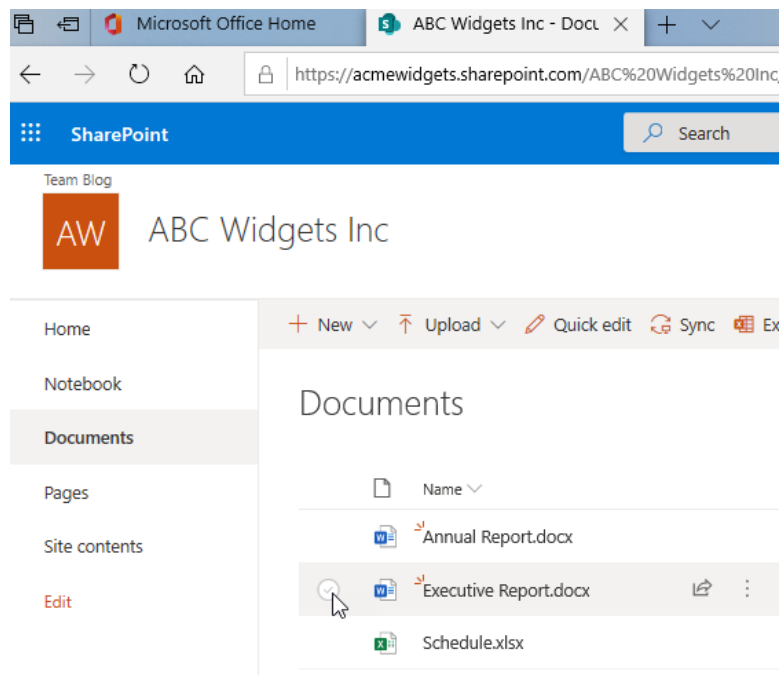 Microsoft Office Home
ABC Widgets Inc - Docu
https://acmewidgets.sharepoint.com/ABC%20Widgets%20Inc
SharePoint
Search
Team Blog
AW
ABC Widgets Inc
Home
Notebook
Documents
Pages
Site contents
Edit
New
Upload
Quick edit
Sync
Ex
Documents
Name
Annual Report.docx
Executive Report.docx
Schedule.xlsx